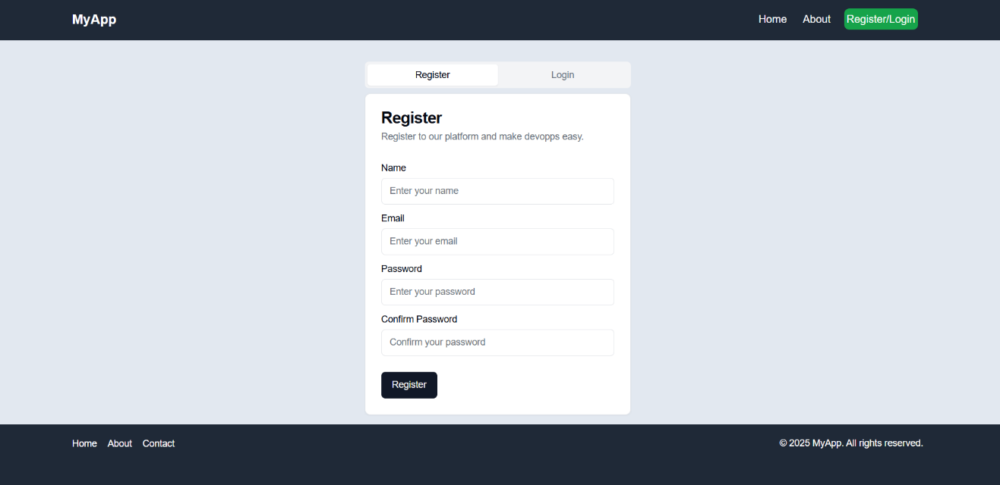 MyApp
Home About Register/Login
Register Login
Register
Register to our platform and make devopps easy.
Name
Enter your name
Email
Enter your email
Password
Enter your password
Confirm Password
Confirm your password
Register
Home About Contact
© 2025 MyApp. All rights reserved.